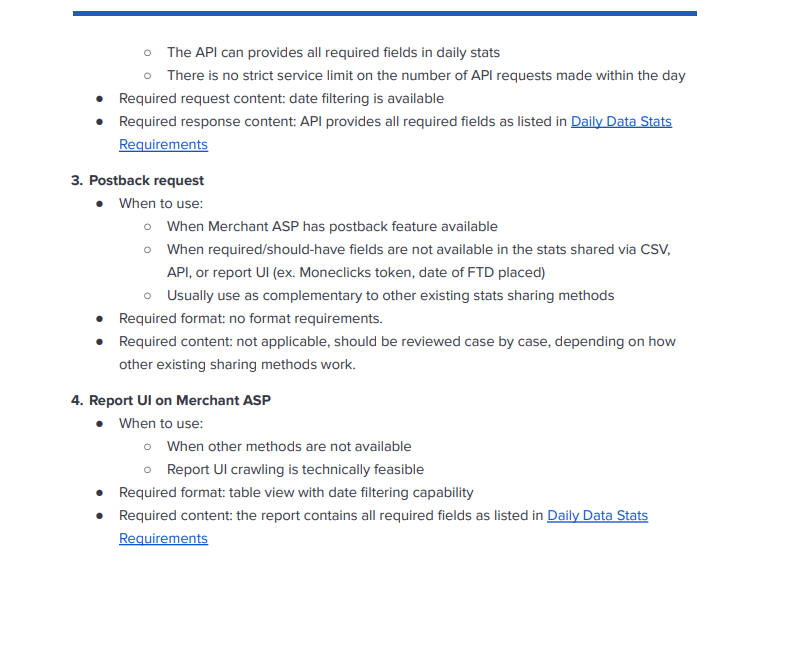 ○ The API can provides all required fields in daily stats
○ There is no strict service limit on the number of API requests made within the day
● Required request content: date filtering is available
● Required response content: API provides all required fields as listed in Daily Data Stats
Requirements
3. Postback request
● When to use:
○ When Merchant ASP has postback feature available
○ When required/should-have fields are not available in the stats shared via CSV,
API, or report UI (ex. Moneclicks token, date of FTD placed)
○ Usually use as complementary to other existing stats sharing methods
● Required format: no format requirements.
● Required content: not applicable, should be reviewed case by case, depending on how
other existing sharing methods work.
4. Report UI on Merchant ASP
● When to use:
○ When other methods are not available
○ Report UI crawling is technically feasible
● Required format: table view with date filtering capability
● Required content: the report contains all required fields as listed in Daily Data Stats
Requirements